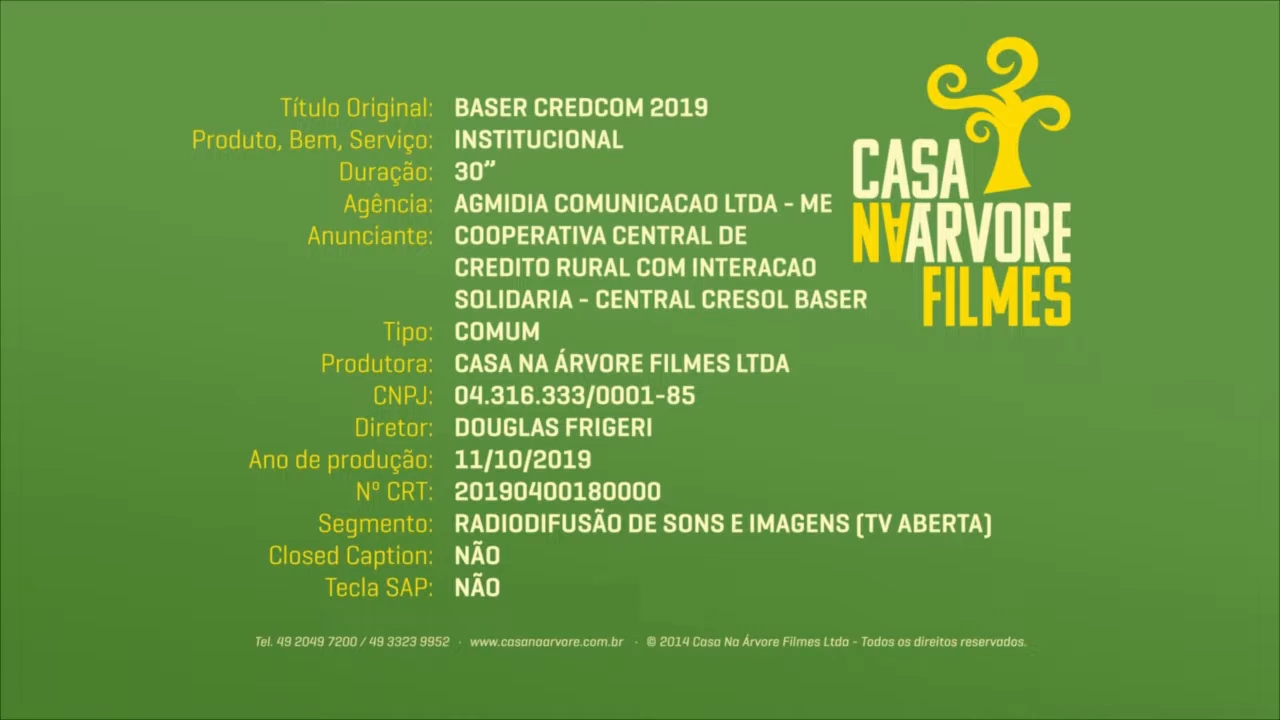 Título Original: BASER CREDCOM 2019
Produto, Bem, Serviço: INSTITUCIONAL
Duração: 30”
Agência: AGMIDIA COMUNICACAO LTDA - ME
Anunciante: COOPERATIVA CENTRAL DE
CREDITO RURAL COM INTERACAO
SOLIDARIA - CENTRAL CRESOL BASER
Tipo: COMUM
Produtora: CASA NA ÁRVORE FILMES LTDA
CNPJ: 04.316.333/0001-85
Diretor: DOUGLAS FRIGERI
Ano de produção: 11/10/2019
Nº CRT: 20190400180000
Segmento: RADIODIFUSÃO DE SONS E IMAGENS (TV ABERTA)
Closed Caption: NÃO
Tecla SAP: NÃO
CASA
NA ÁRVORE
FILMES
Tel. 49 2049 7200 / 49 3323 9952 · www.casanaarvore.com.br · © 2014 Casa Na Árvore Filmes Ltda - Todos os direitos reservados.